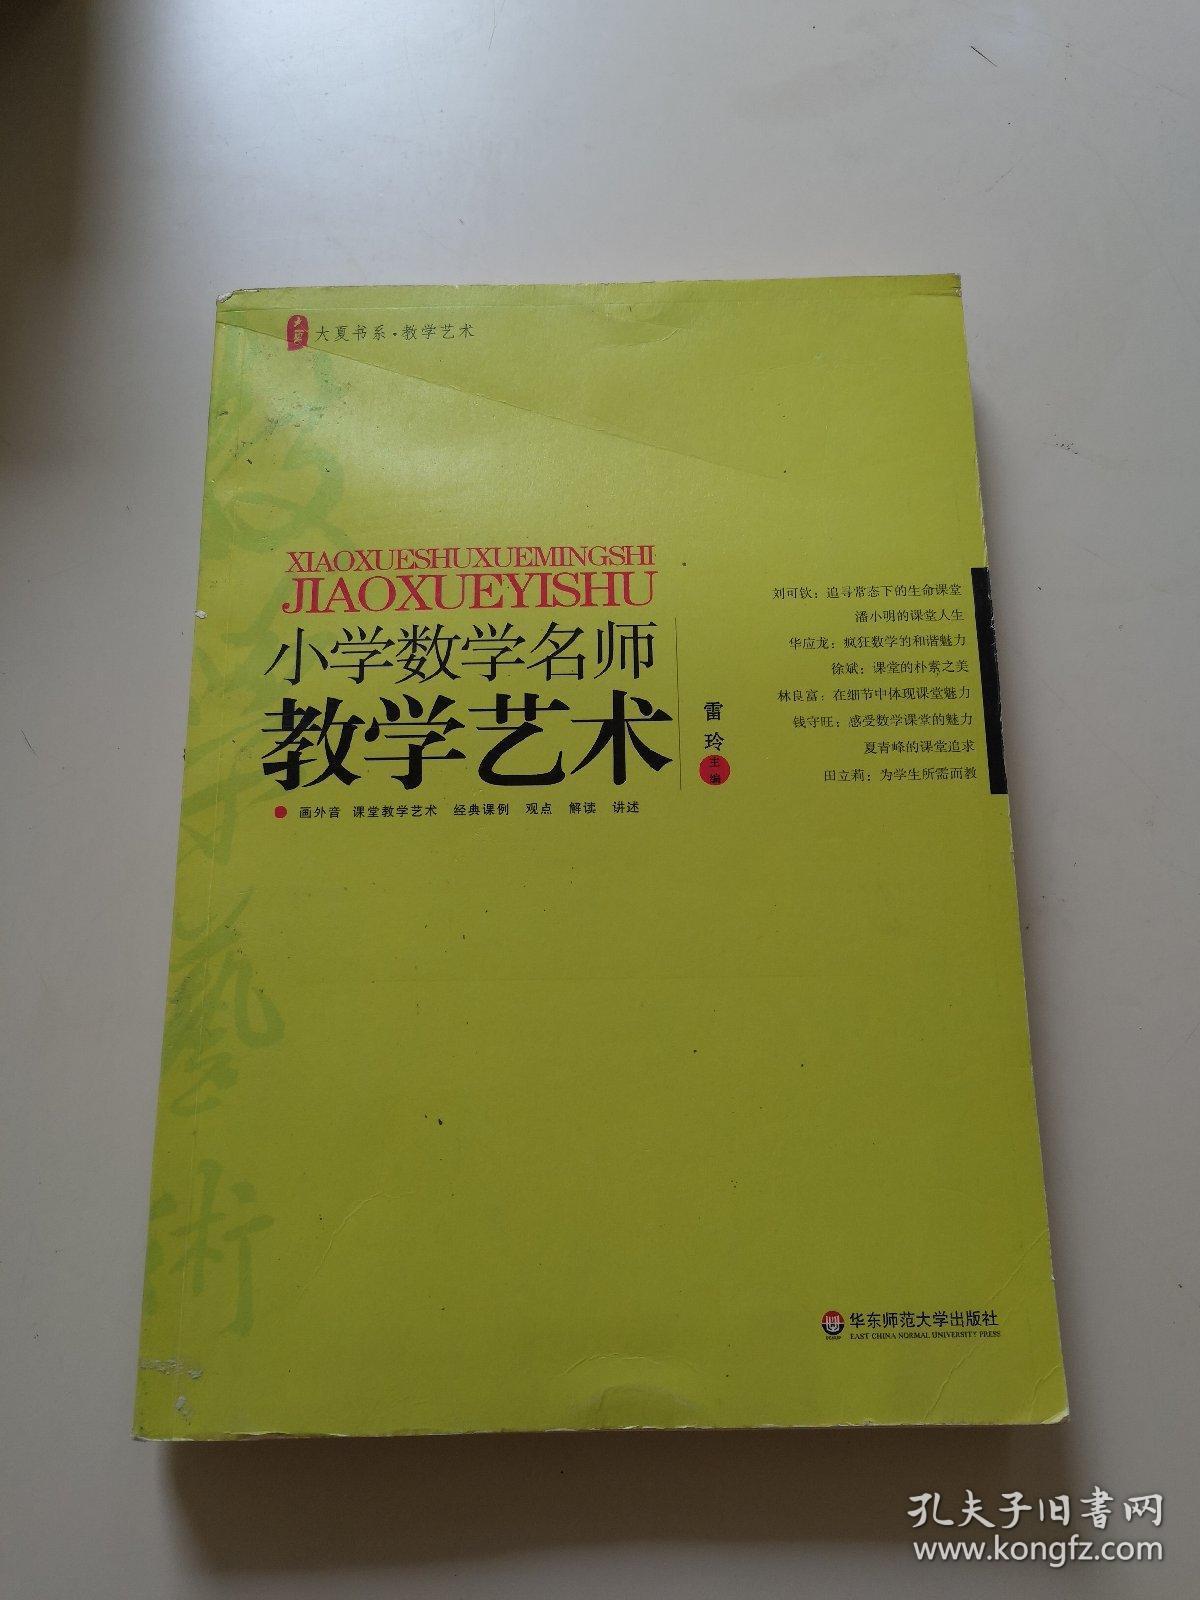 大夏
大夏书系·教学艺术
XIAOXUESHUXUEMINGSHI
JIAOXUEYISHU
小学数学名师
教学艺术
雷玲
主编
画外音 课堂教学艺术 经典课例 观点 解读 讲述
刘可钦：追寻常态下的生命课堂
潘小明的课堂人生
华应龙：疯狂数学的和谐魅力
徐斌：课堂的朴素之美
林良富：在细节中体现课堂魅力
钱守旺：感受数学课堂的魅力
夏青峰的课堂追求
田立莉：为学生所需而教
教学藝術
华东师范大学出版社
EAST CHINA NORMAL UNIVERSITY PRESS
孔夫子旧书网
www.kongfz.com